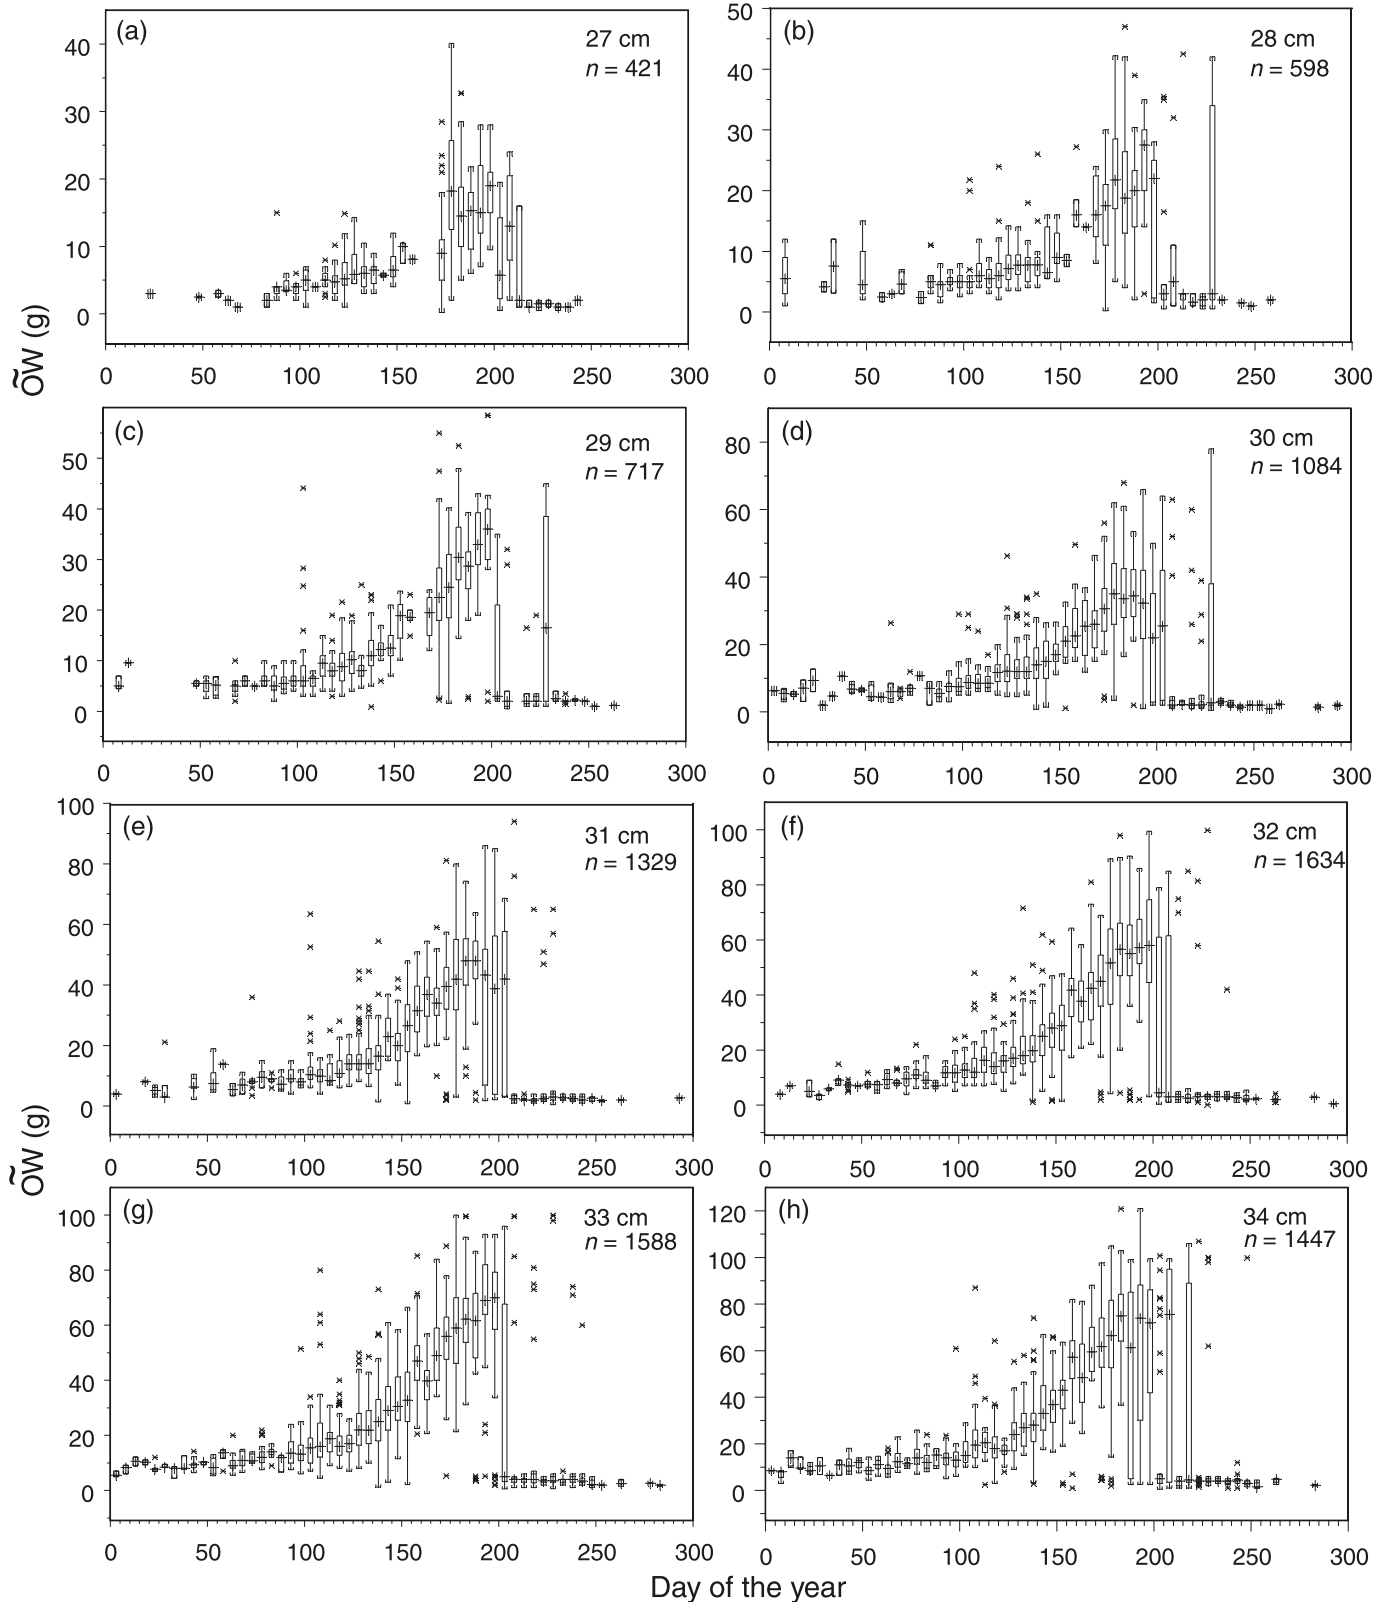 (a)
27 cm
n = 421
40
30
20
10
0
0 50 100 150 200 250 300
(b)
28 cm
n = 598
50
40
30
20
10
0
0 50 100 150 200 250 300
ÕW (g)
(c)
29 cm
n = 717
50
40
30
20
10
0
0 50 100 150 200 250 300
(d)
30 cm
n = 1084
80
60
40
20
0
0 50 100 150 200 250 300
(e)
31 cm
n = 1329
100
80
60
40
20
0
0 50 100 150 200 250 300
(f)
32 cm
n = 1634
100
80
60
40
20
0
0 50 100 150 200 250 300
ÕW (g)
(g)
33 cm
n = 1588
100
80
60
40
20
0
0 50 100 150 200 250 300
(h)
34 cm
n = 1447
120
100
80
60
40
20
0
0 50 100 150 200 250 300
Day of the year